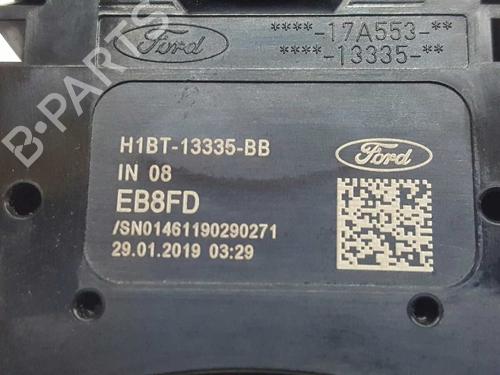 Ford
****-17A553-**
****-13335-**
B-PARTS
H1BT-13335-BB
Ford
IN 08
EB8FD
/SN01461190290271
29.01.2019 03:29